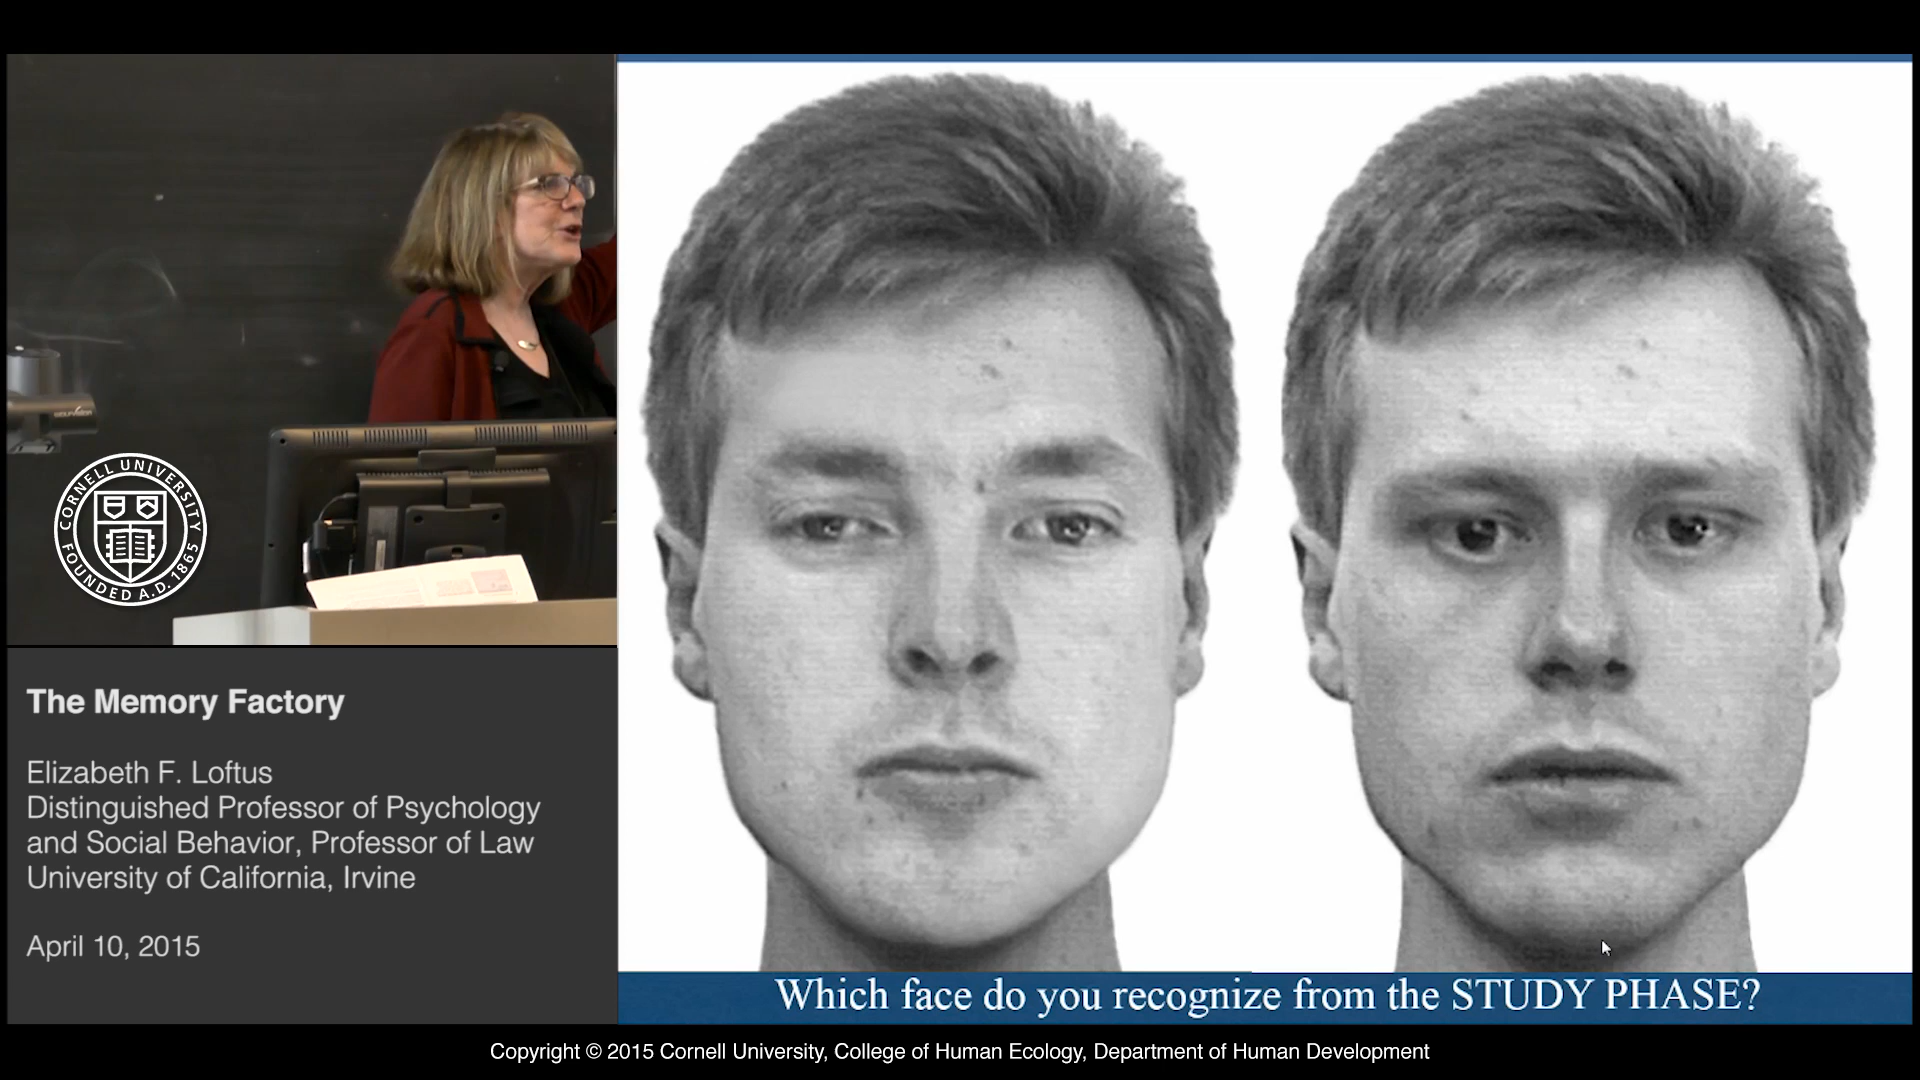 CORNELL UNIVERSITY
FOUNDED A.D. 1865
The Memory Factory
Elizabeth F. Loftus
Distinguished Professor of Psychology
and Social Behavior, Professor of Law
University of California, Irvine
April 10, 2015
Which face do you recognize from the STUDY PHASE?
Copyright © 2015 Cornell University, College of Human Ecology, Department of Human Development